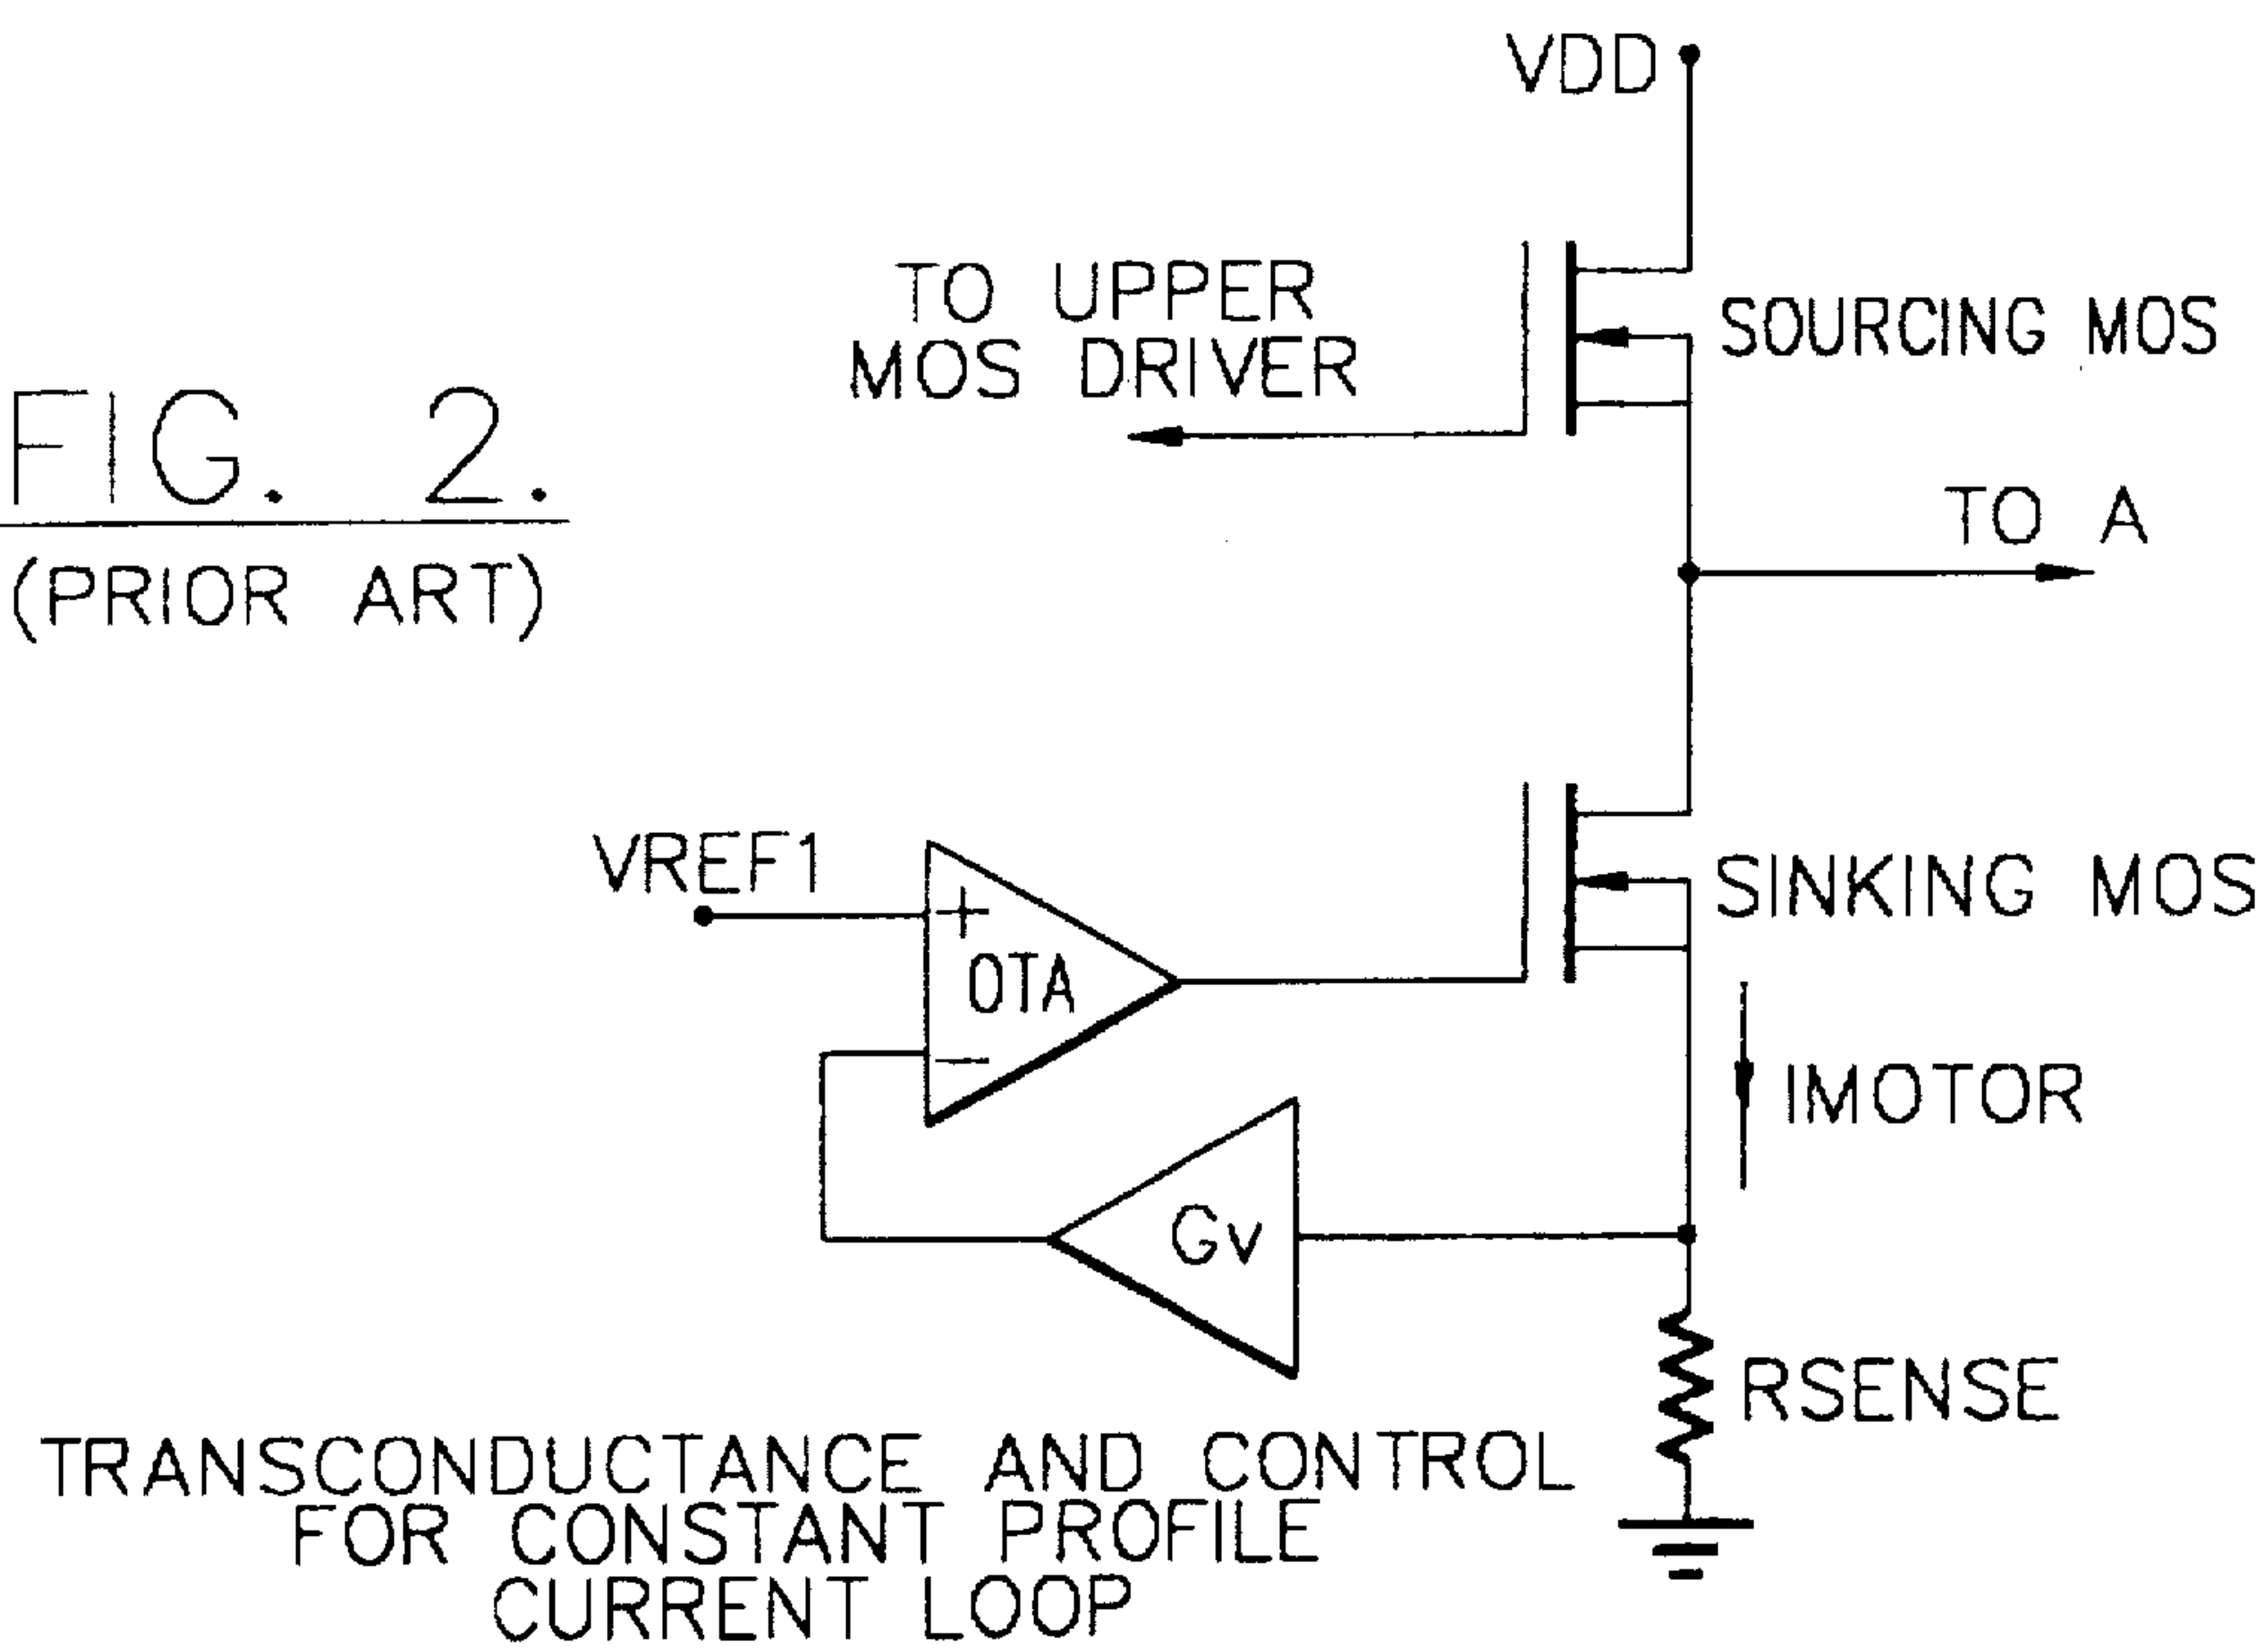 VDD
TO UPPER
MOS DRIVER
SOURCING MOS
FIG. 2.
(PRIOR ART)
TO A
VREF1
+
OTA
−
SINKING MOS
IMOTOR
Gv
RSENSE
TRANSCONDUCTANCE AND CONTROL
FOR CONSTANT PROFILE
CURRENT LOOP